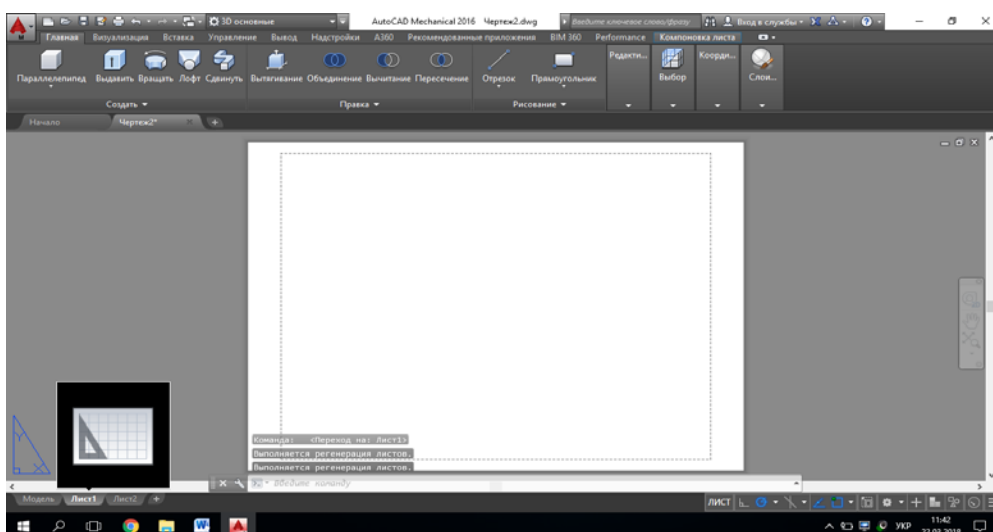 3D основные
AutoCAD Mechanical 2016 Чертеж2.dwg
Введите ключевое слово/фразу
Вход в службы
Главная Визуализация Вставка Управление Вывод Надстройки A360 Рекомендованные приложения BIM 360 Performance Компоновка листа
Параллелепипед Выдавить Вращать Лофт Сдвинуть Вытягивание Объединение Вычитание Пересечение Отрезок Прямоугольник Редакти... Выбор Коорди... Слои...
Создать Правка Рисование
Начало Чертеж2*
Команда: <Переход на: Лист1>
Выполняется регенерация листов.
Выполняется регенерация листов.
Введите команду
Модель Лист1 Лист2 +
ЛИСТ
УКР 11:42